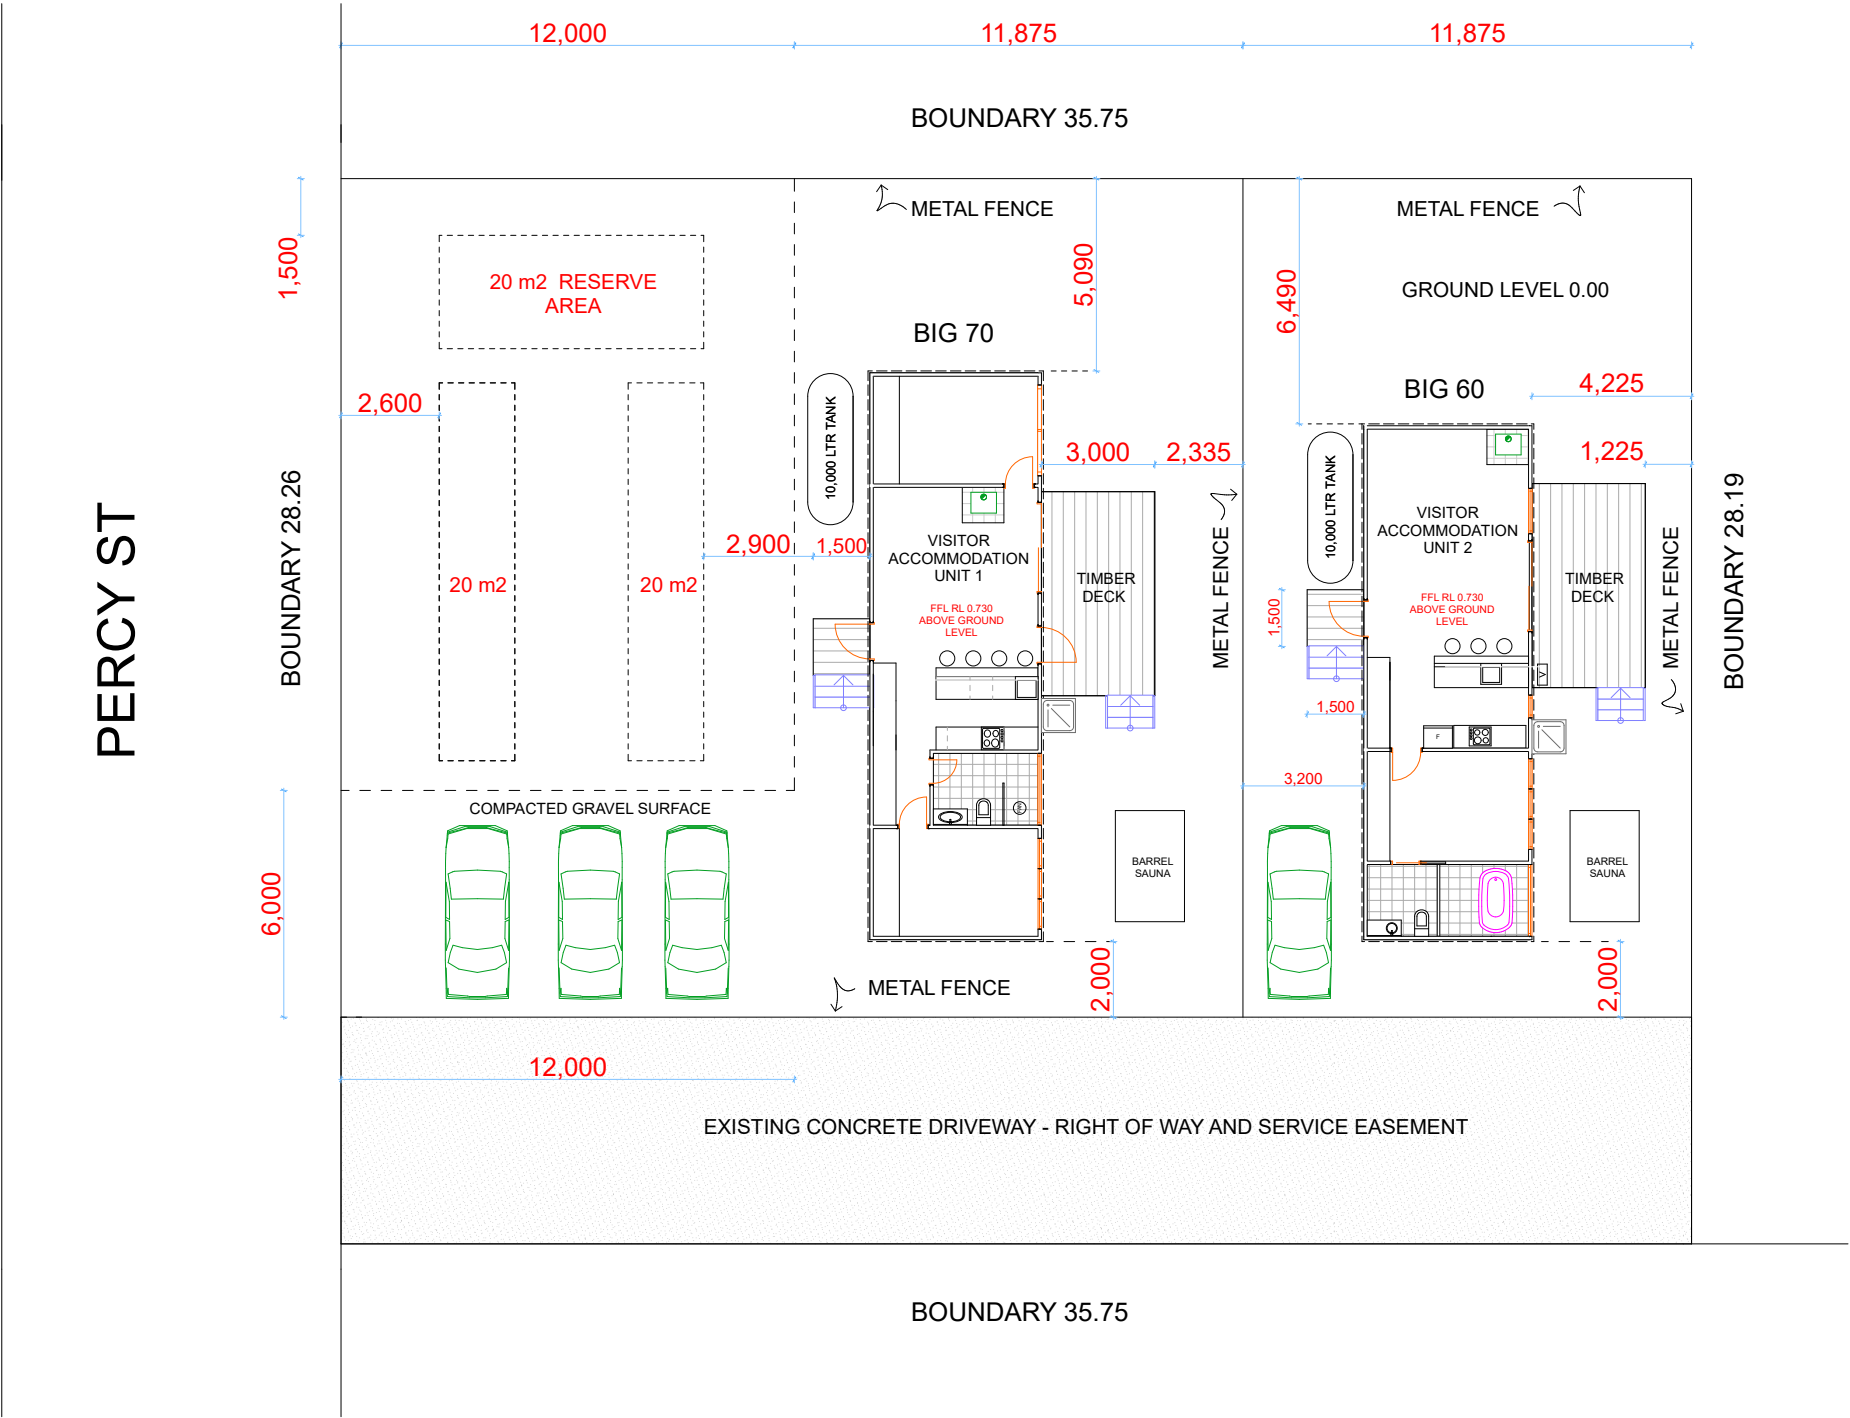 12,000
11,875
11,875
BOUNDARY 35.75
METAL FENCE
METAL FENCE
1,500
20 m2 RESERVE
AREA
5,090
6,490
GROUND LEVEL 0.00
BIG 70
BIG 60
4,225
2,600
10,000 LTR TANK
3,000
2,335
10,000 LTR TANK
1,225
PERCY ST
BOUNDARY 28.26
20 m2
20 m2
2,900
1,500
VISITOR
ACCOMMODATION
UNIT 1
FFL RL 0.730
ABOVE GROUND
LEVEL
TIMBER
DECK
METAL FENCE
1,500
VISITOR
ACCOMMODATION
UNIT 2
FFL RL 0.730
ABOVE GROUND
LEVEL
TIMBER
DECK
METAL FENCE
BOUNDARY 28.19
1,500
F
3,200
COMPACTED GRAVEL SURFACE
6,000
BARREL
SAUNA
BARREL
SAUNA
METAL FENCE
2,000
2,000
12,000
EXISTING CONCRETE DRIVEWAY - RIGHT OF WAY AND SERVICE EASEMENT
BOUNDARY 35.75